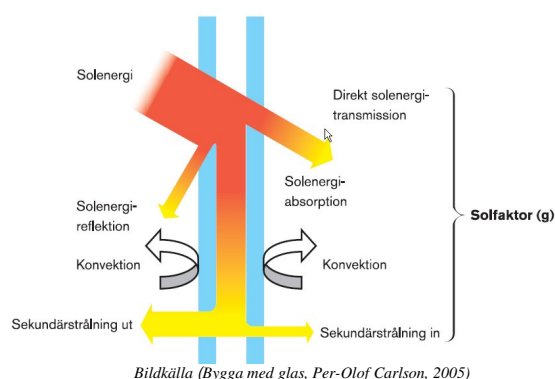 Solenergi
Direkt solenergi-
transmission
Solenergi-
absorption
Solenergi-
reflektion
Solfaktor (g)
Konvektion
Konvektion
Sekundärstrålning ut
Sekundärstrålning in
Bildkälla (Bygga med glas, Per-Olof Carlson, 2005)